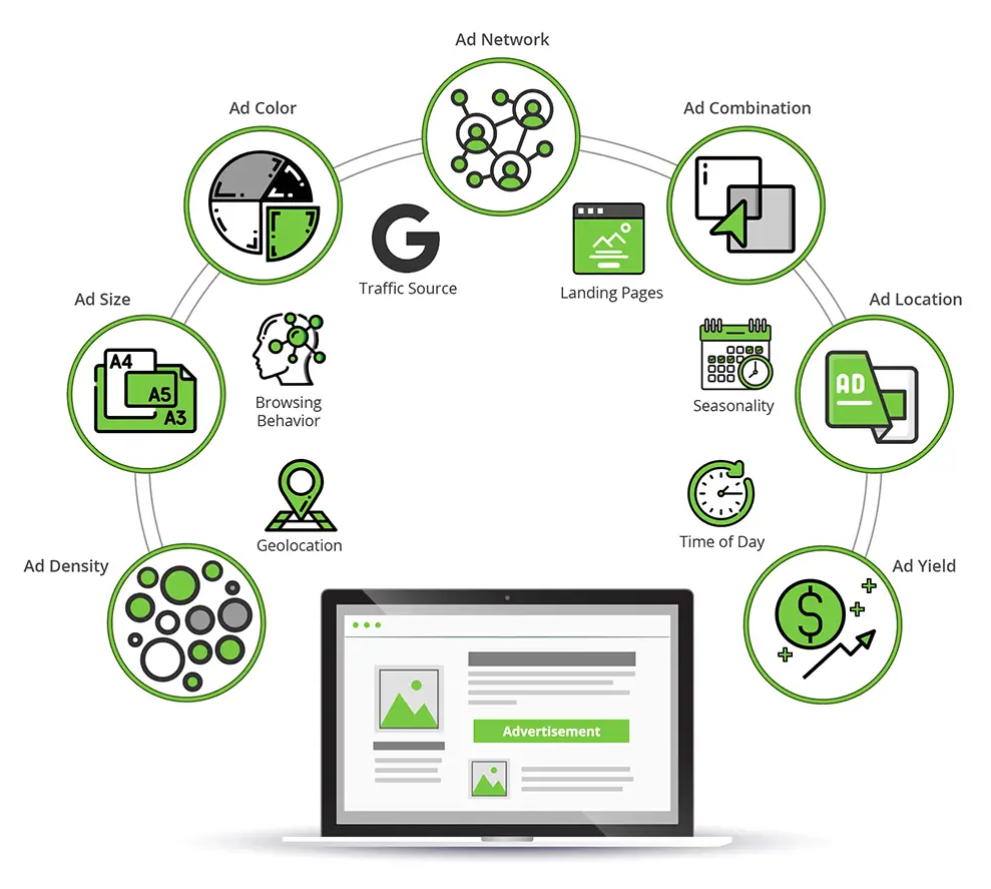 Ad Network
Ad Color
Ad Combination
G
Traffic Source
Landing Pages
Ad Size
Ad Location
A4
A5
A3
AD
Browsing
Behavior
Seasonality
Geolocation
Time of Day
Ad Density
Ad Yield
$
Advertisement